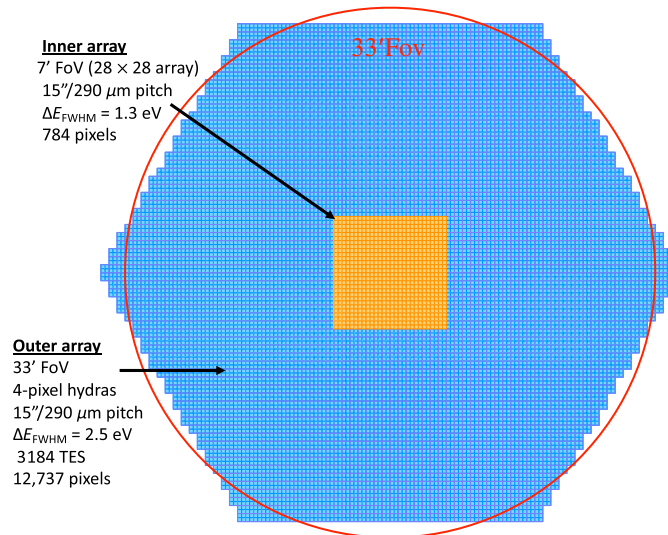 33′Fov
Inner array
7′ FoV (28 × 28 array)
15″/290 μm pitch
ΔE_FWHM = 1.3 eV
784 pixels
Outer array
33′ FoV
4-pixel hydras
15″/290 μm pitch
ΔE_FWHM = 2.5 eV
3184 TES
12,737 pixels